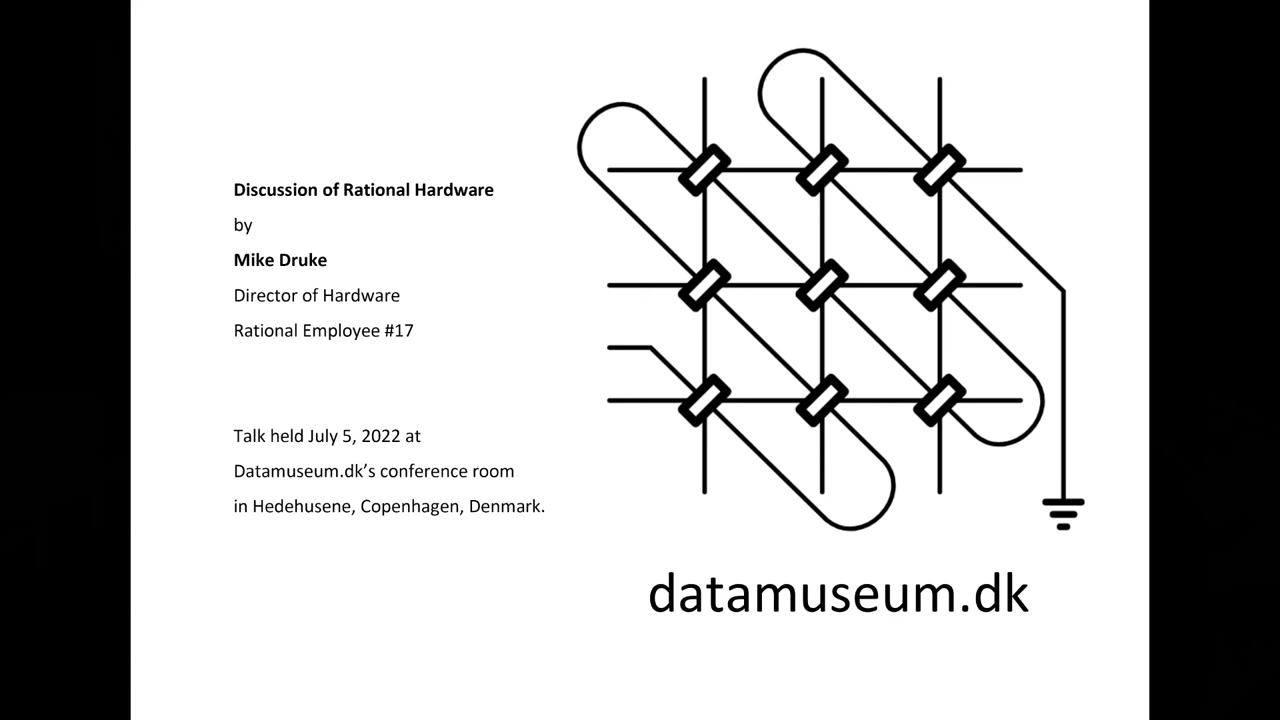 Discussion of Rational Hardware
by
Mike Druke
Director of Hardware
Rational Employee #17
Talk held July 5, 2022 at
Datamuseum.dk’s conference room
in Hedehusene, Copenhagen, Denmark.
datamuseum.dk